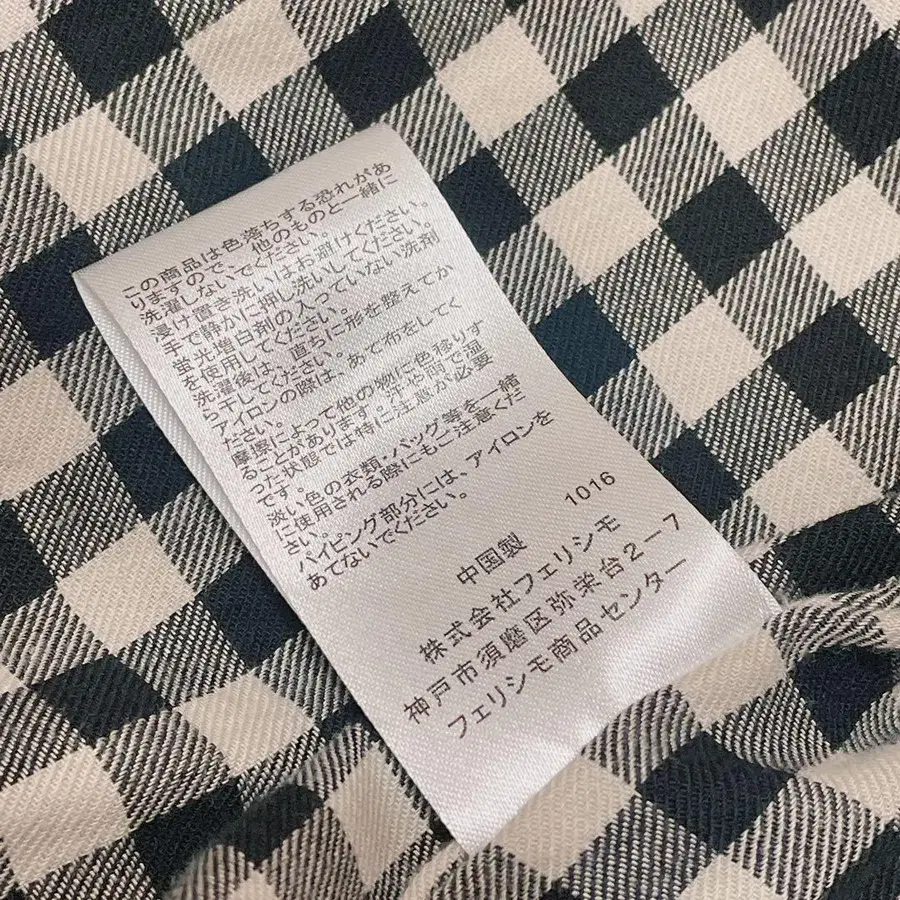 この商品は色落ちする恐れがあ
りますので、他のものと一緒に
洗濯しないでください。
浸け置き洗いはお避けください。
手で静かに押し洗いしてください。
蛍光増白剤の入っていない洗剤
を使用してください。
洗濯後は、直ちに形を整えてか
ら干してください。
アイロンの際は、あて布をしてく
ださい。
摩擦によって他の物に色移りす
ることがあります。汗や雨で湿
った状態では特に注意が必要
です。
淡い色の衣類・バッグ等を一緒
に使用される際にもご注意くだ
さい。
パイピング部分には、アイロンを
あてないでください。
中国製 1016
株式会社フェリシモ
神戸市須磨区弥栄台2-7
フェリシモ商品センター